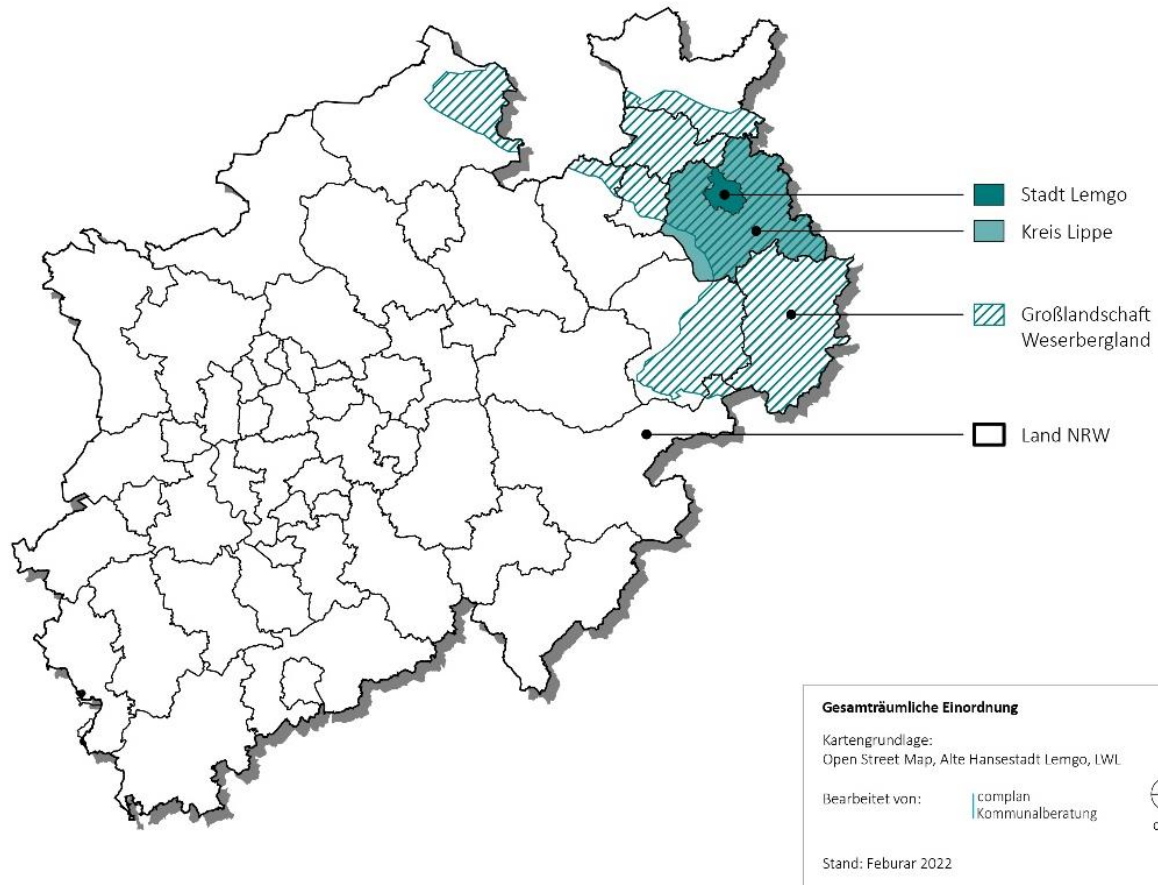 Stadt Lemgo
Kreis Lippe
Großlandschaft
Weserbergland
Land NRW
Gesamträumliche Einordnung
Kartengrundlage:
Open Street Map, Alte Hansestadt Lemgo, LWL
Bearbeitet von:
complan
Kommunalberatung
Stand: Feburar 2022